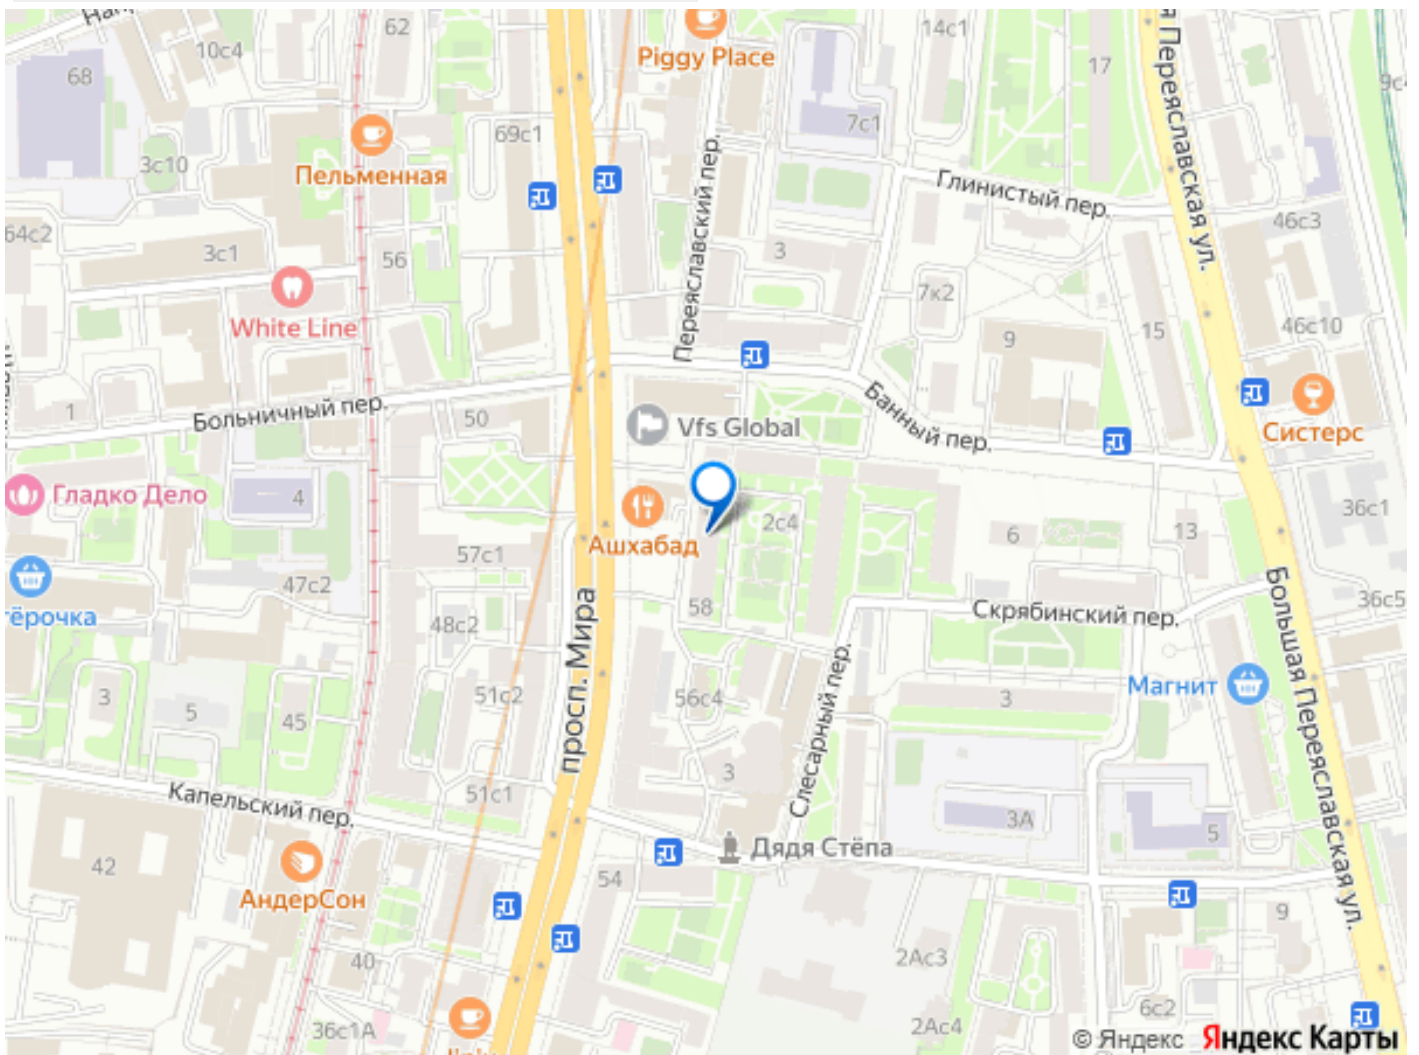 62
10с4
14с1
68
Piggy Place
17
7с1
69с1
3с10
Пельменная
Глинистый пер.
Переяславский пер.
я Переяславская ул.
64с2
3с1
56
3
46с3
7к2
White Line
15
9
46с10
1
Больничный пер.
50
Vfs Global
Банный пер.
Систерс
Гладко Дело
4
2с4
36с1
Ашхабад
57с1
6
13
47с2
58
тёрочка
48с2
просп. Мира
Скрябинский пер.
36с5
Большая Переяславская ул.
51с2
56с4
3
Магнит
3
5
45
Слесарный пер.
3
Капельский пер.
51с1
3А
5
42
Дядя Стёпа
АндерСон
54
9
40
2Ас3
36с1А
2Ас4
6с2
© Яндекс Яндекс Карты